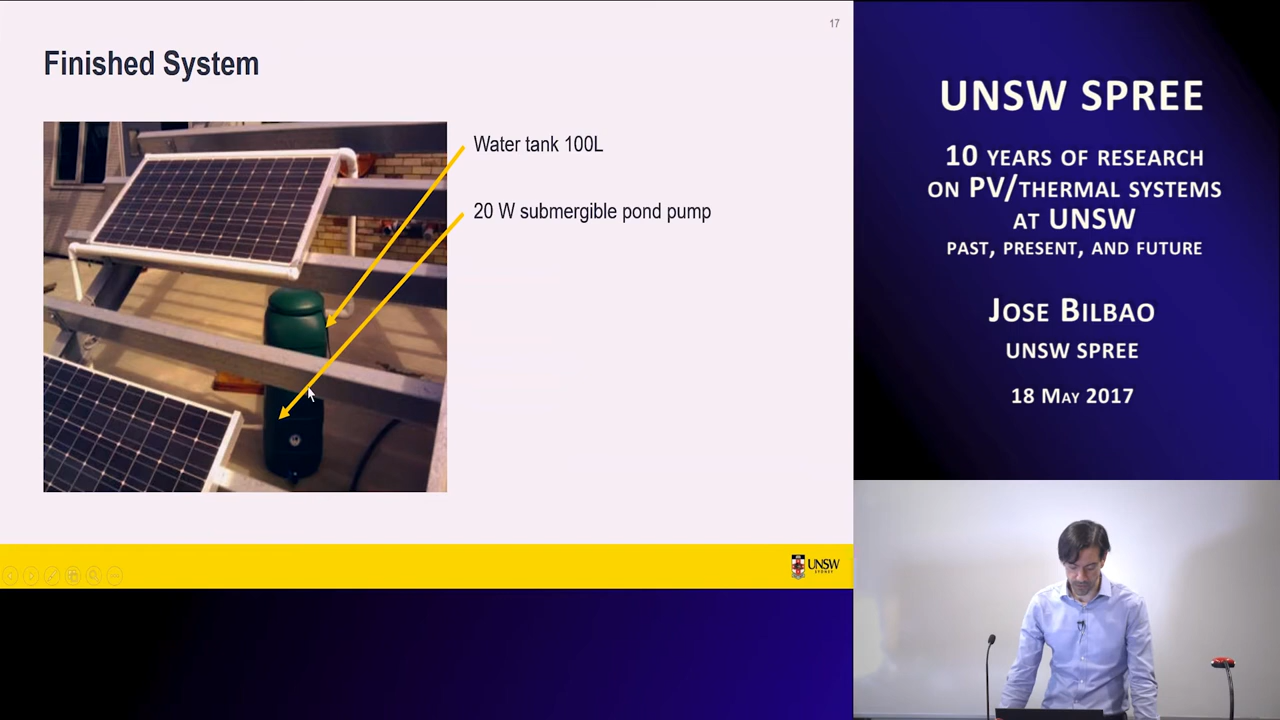 17
Finished System
Water tank 100L
20 W submergible pond pump
UNSW
SYDNEY
UNSW SPREE
10 YEARS OF RESEARCH
ON PV/THERMAL SYSTEMS
AT UNSW
PAST, PRESENT, AND FUTURE
JOSE BILBAO
UNSW SPREE
18 MAY 2017